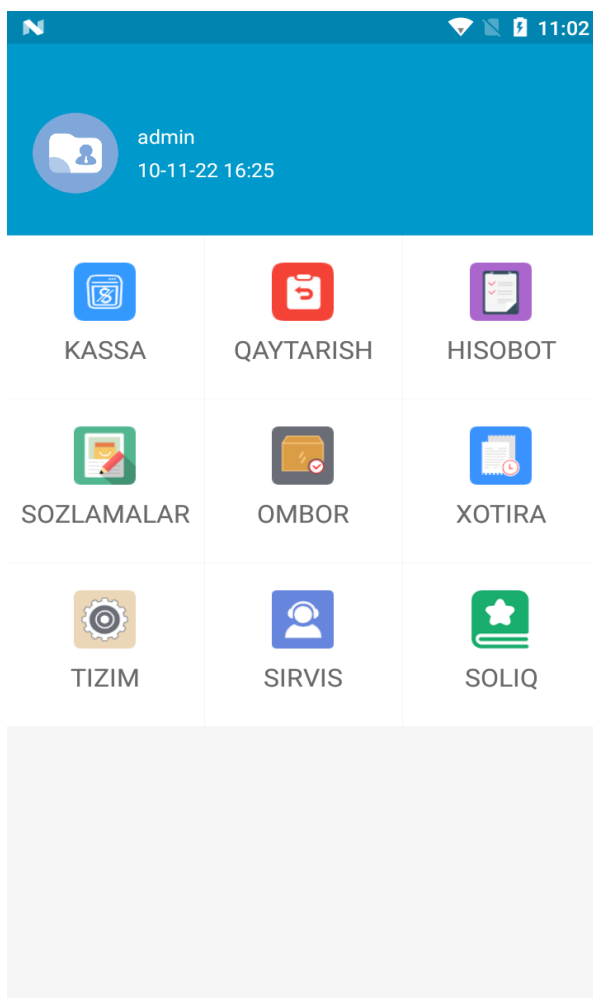 11:02
admin
10-11-22 16:25
KASSA
QAYTARISH
HISOBOT
SOZLAMALAR
OMBOR
XOTIRA
TIZIM
SIRVIS
SOLIQ